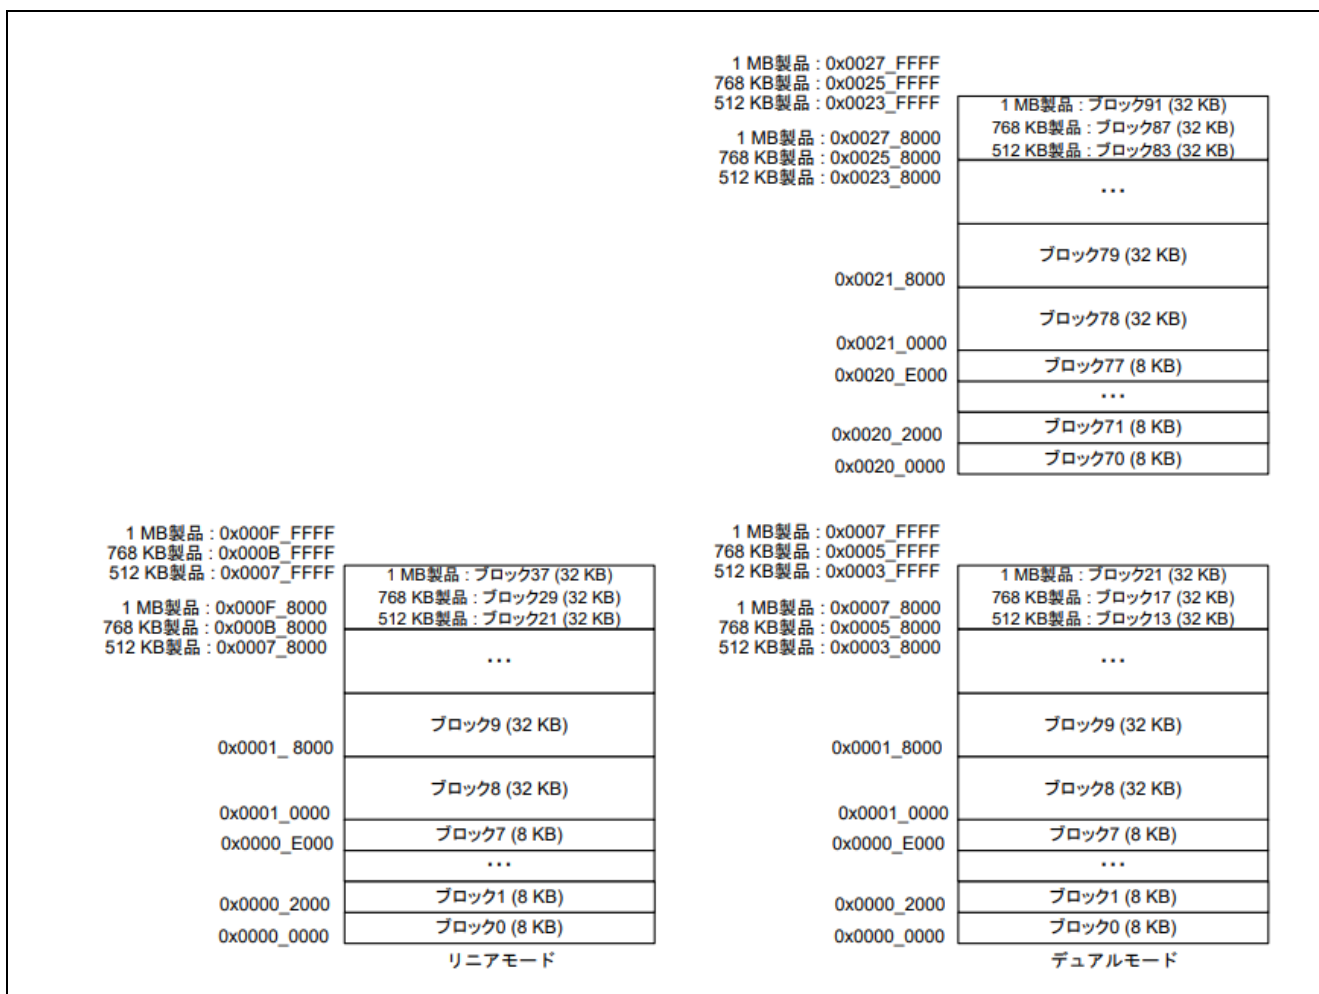 1 MB製品 : 0x0027_FFFF
768 KB製品 : 0x0025_FFFF
512 KB製品 : 0x0023_FFFF
1 MB製品 : 0x0027_8000
768 KB製品 : 0x0025_8000
512 KB製品 : 0x0023_8000
1 MB製品 : ブロック91 (32 KB)
768 KB製品 : ブロック87 (32 KB)
512 KB製品 : ブロック83 (32 KB)
...
ブロック79 (32 KB)
0x0021_8000
ブロック78 (32 KB)
0x0021_0000
ブロック77 (8 KB)
0x0020_E000
...
ブロック71 (8 KB)
0x0020_2000
ブロック70 (8 KB)
0x0020_0000
1 MB製品 : 0x000F_FFFF
768 KB製品 : 0x000B_FFFF
512 KB製品 : 0x0007_FFFF
1 MB製品 : 0x000F_8000
768 KB製品 : 0x000B_8000
512 KB製品 : 0x0007_8000
1 MB製品 : ブロック37 (32 KB)
768 KB製品 : ブロック29 (32 KB)
512 KB製品 : ブロック21 (32 KB)
...
ブロック9 (32 KB)
0x0001_ 8000
ブロック8 (32 KB)
0x0001_0000
ブロック7 (8 KB)
0x0000_E000
...
ブロック1 (8 KB)
0x0000_2000
ブロック0 (8 KB)
0x0000_0000
リニアモード
1 MB製品 : 0x0007_FFFF
768 KB製品 : 0x0005_FFFF
512 KB製品 : 0x0003_FFFF
1 MB製品 : 0x0007_8000
768 KB製品 : 0x0005_8000
512 KB製品 : 0x0003_8000
1 MB製品 : ブロック21 (32 KB)
768 KB製品 : ブロック17 (32 KB)
512 KB製品 : ブロック13 (32 KB)
...
ブロック9 (32 KB)
0x0001_8000
ブロック8 (32 KB)
0x0001_0000
ブロック7 (8 KB)
0x0000_E000
...
ブロック1 (8 KB)
0x0000_2000
ブロック0 (8 KB)
0x0000_0000
デュアルモード